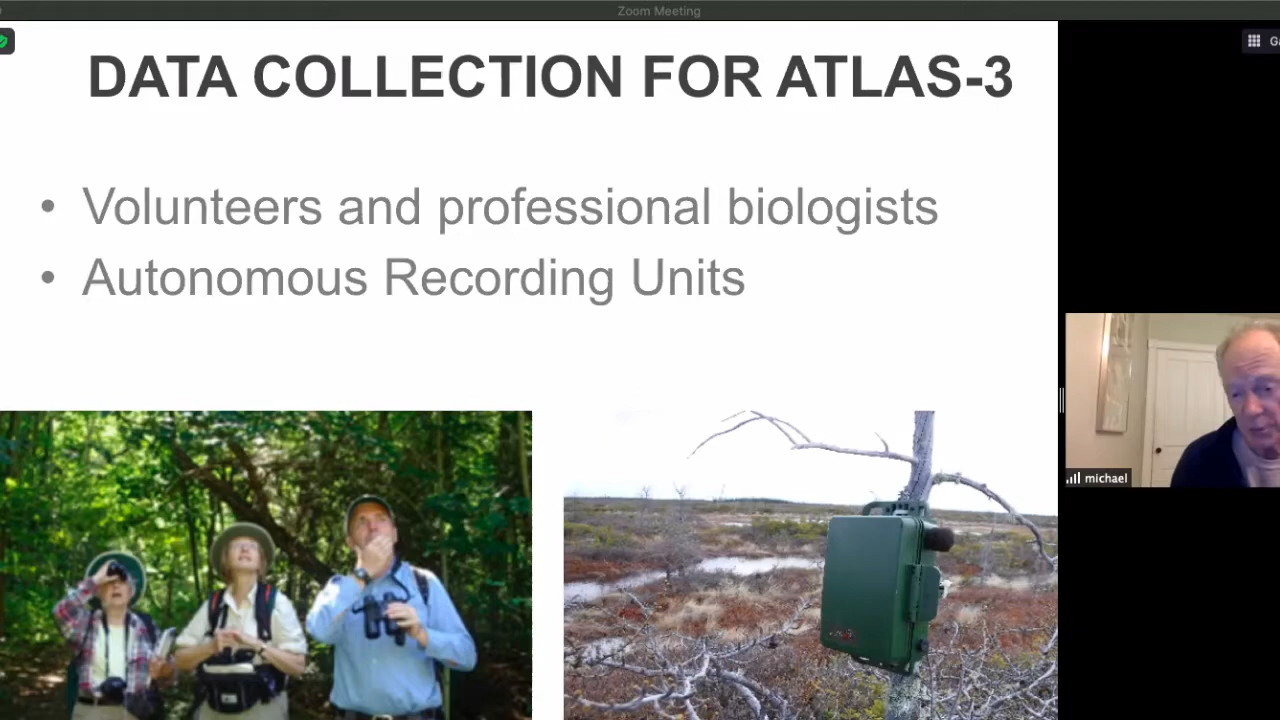 Zoom Meeting
DATA COLLECTION FOR ATLAS-3
• Volunteers and professional biologists
• Autonomous Recording Units
michael